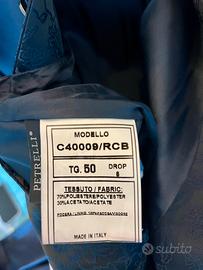 PETRELLI
MODELLO
C40009/RCB
TG. 50 DROP
6
TESSUTO / FABRIC:
70%POLYESTER/POLYESTER
30%ACETATO/ACETATE
MADE IN ITALY
subito